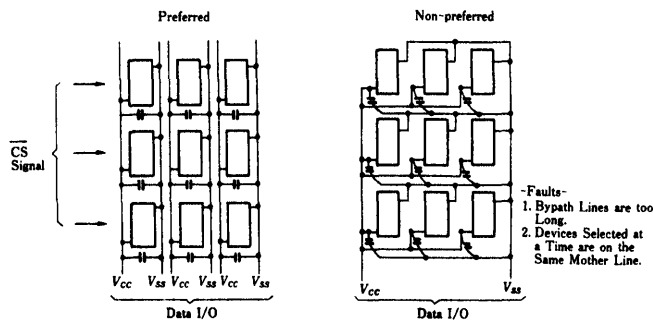 Preferred
Non-preferred
CS
Signal
Vcc Vss Vcc Vss Vcc Vss
Data I/O
Vcc Vss
Data I/O
-Faults-
1. Bypath Lines are too
Long.
2. Devices Selected at
a Time are on the
Same Mother Line.